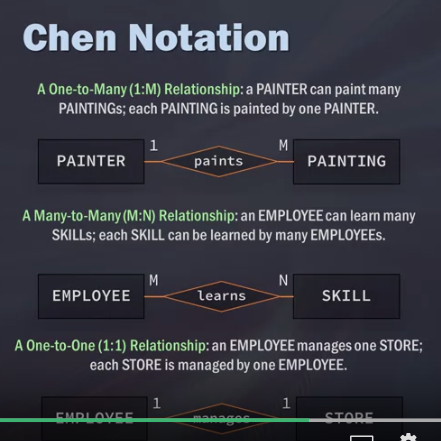 Chen Notation
A One-to-Many (1:M) Relationship: a PAINTER can paint many
PAINTINGs; each PAINTING is painted by one PAINTER.
1 M
PAINTER paints PAINTING
A Many-to-Many (M:N) Relationship: an EMPLOYEE can learn many
SKILLs; each SKILL can be learned by many EMPLOYEEs.
M N
EMPLOYEE learns SKILL
A One-to-One (1:1) Relationship: an EMPLOYEE manages one STORE;
each STORE is managed by one EMPLOYEE.
1 1
EMPLOYEE manages STORE